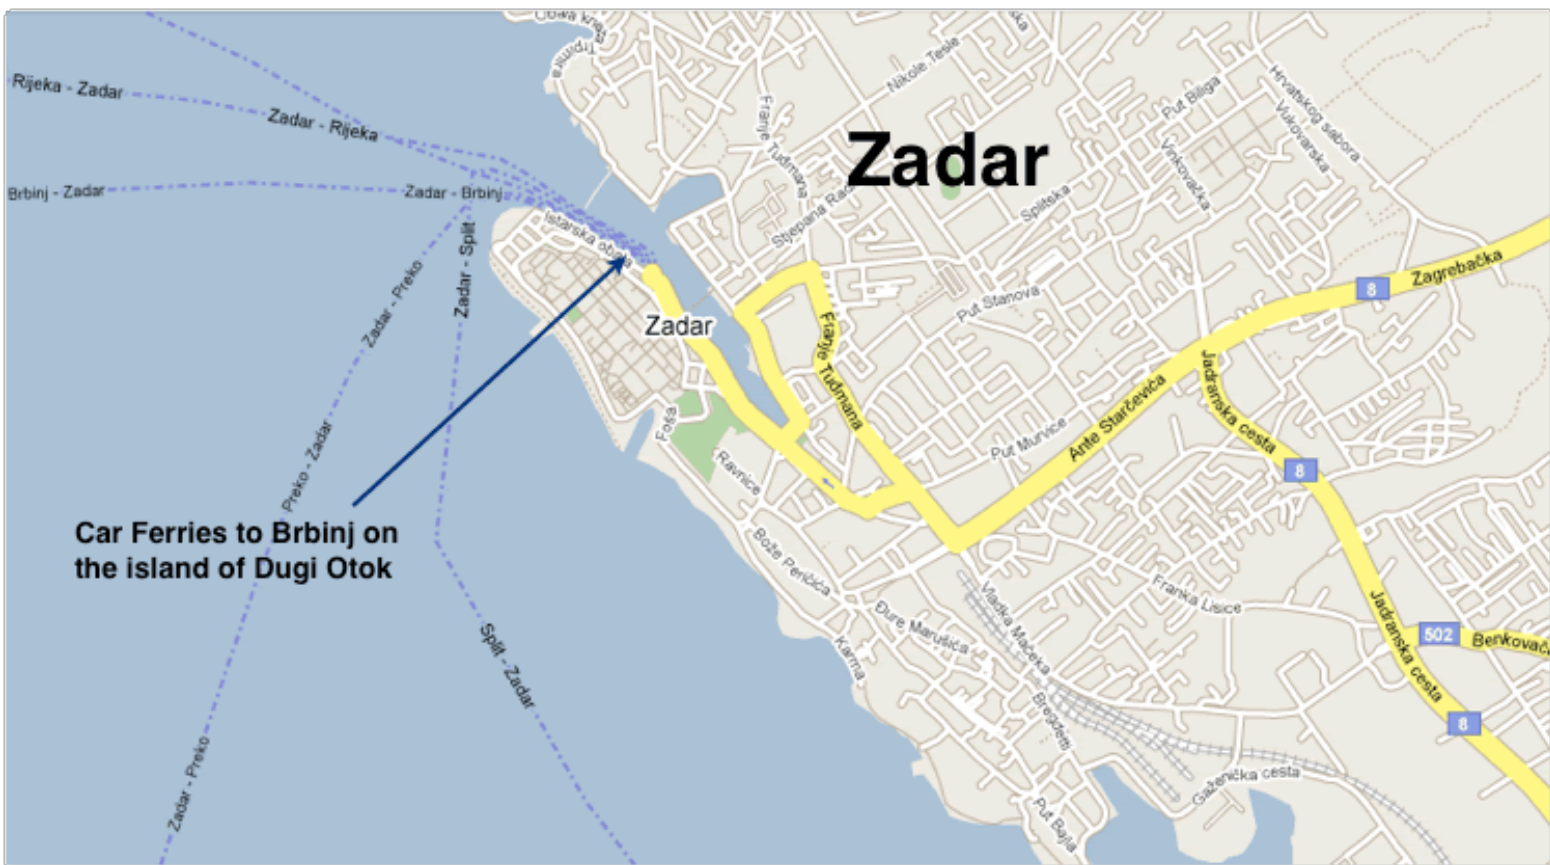 Obala kneza
Trpimira
Nikole Tesle
Hrvatskog sabora
Rijeka - Zadar
Zadar - Rijeka
Franje Tuđmana
Put Biliga
Vukovarska
Zadar
Vinkovačka
Brbinj - Zadar
Zadar - Brbinj
Splitska
Istarska obala
Zadar - Split
Zadar - Preko
Zagrebačka
8
Put Stanova
Zadar
Franje Tuđmana
Jadranska cesta
Ante Starčevića
Foša
Put Murvice
Preko - Zadar
Ravnice
8
Car Ferries to Brbinj on
the island of Dugi Otok
Bože Peričića
Vladka Mačeka
Franka Lisice
Đure Marušića
Jadranska cesta
502
Karma
Split - Zadar
Bregdetti
8
Zadar - Preko
Gaženička cesta
Put Bajla